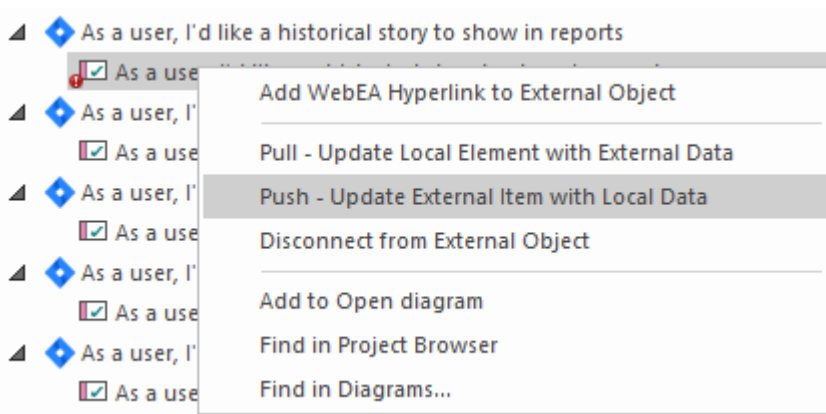 As a user, I'd like a historical story to show in reports
As a use
Add WebEA Hyperlink to External Object
As a user, I'
As a use
Pull - Update Local Element with External Data
As a user, I'
Push - Update External Item with Local Data
As a use
Disconnect from External Object
As a user, I'
As a use
Add to Open diagram
As a user, I'
Find in Project Browser
As a use
Find in Diagrams...